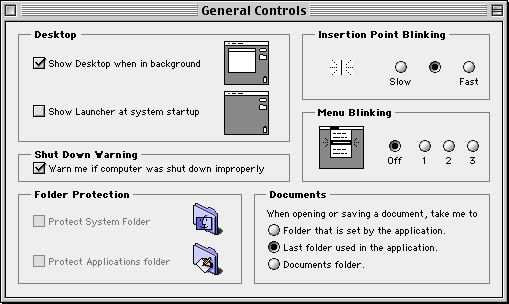 General Controls
Desktop
Show Desktop when in background
Show Launcher at system startup
Shut Down Warning
Warn me if computer was shut down improperly
Folder Protection
Protect System Folder
Protect Applications folder
Insertion Point Blinking
Slow Fast
Menu Blinking
Off 1 2 3
Documents
When opening or saving a document, take me to
Folder that is set by the application.
Last folder used in the application.
Documents folder.